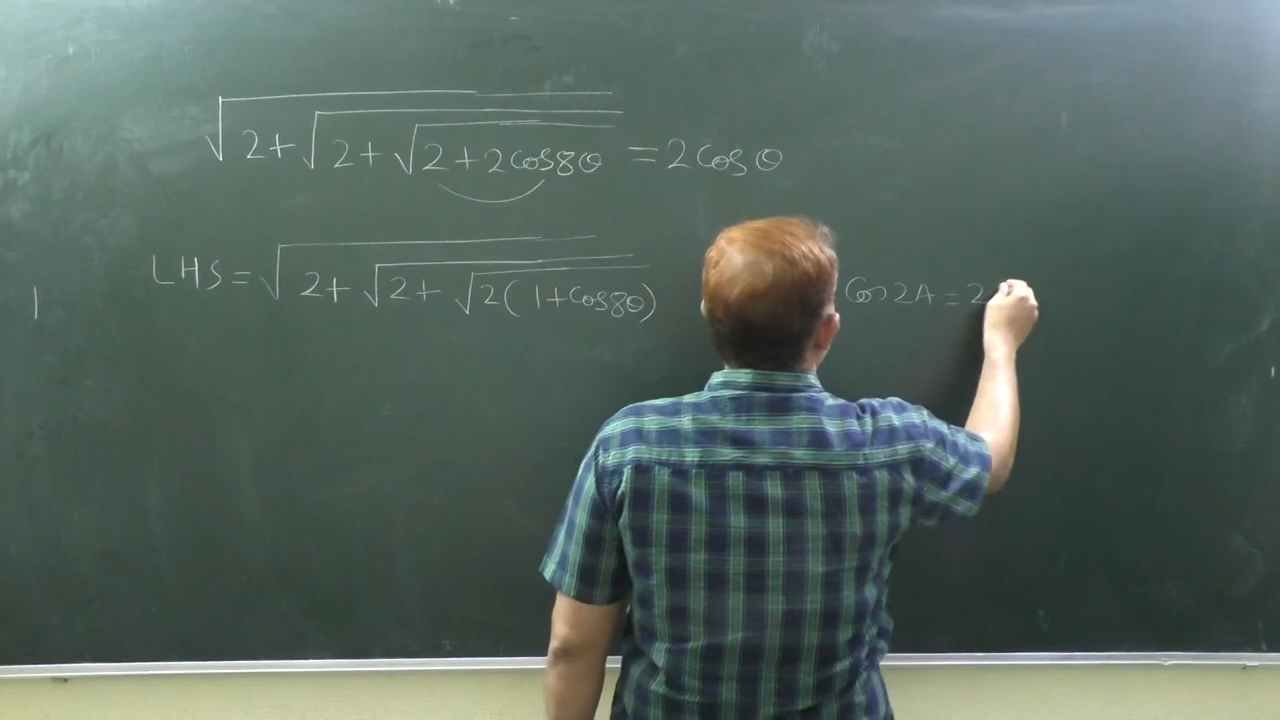 √2+√2+√2+2cos8θ = 2cosθ
LHS = √2+√2+√2(1+cos8θ)
Cos2A = 2